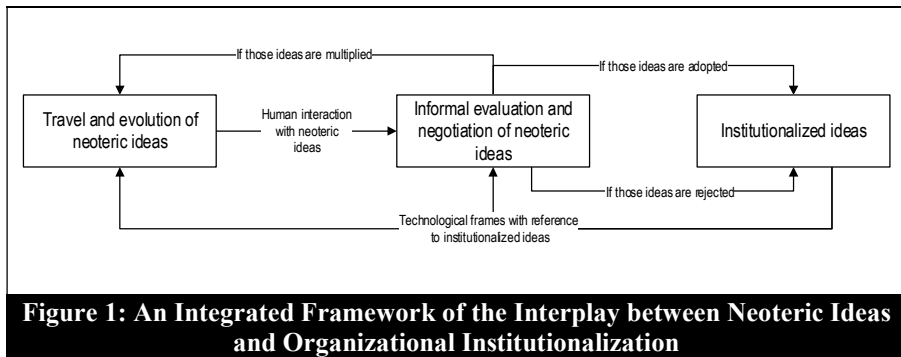 If those ideas are multiplied
If those ideas are adopted
Travel and evolution of
neoteric ideas
Human interaction
with neoteric
ideas
Informal evaluation and
negotiation of neoteric
ideas
Institutionalized ideas
If those ideas are rejected
Technological frames with reference
to institutionalized ideas
Figure 1: An Integrated Framework of the Interplay between Neoteric Ideas
and Organizational Institutionalization